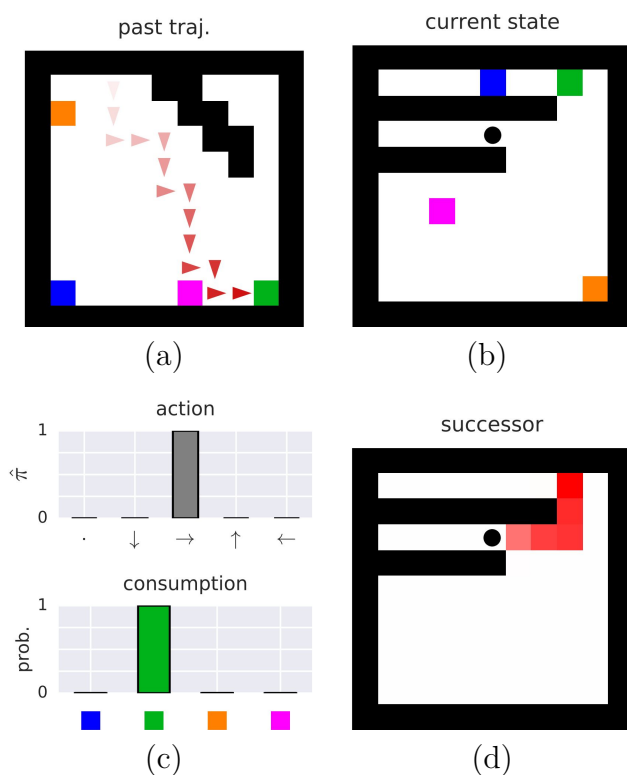 past traj.
current state
(a)
(b)
action
1
π̂
0
· ↓ → ↑ ←
consumption
1
prob.
0
(c)
successor
(d)